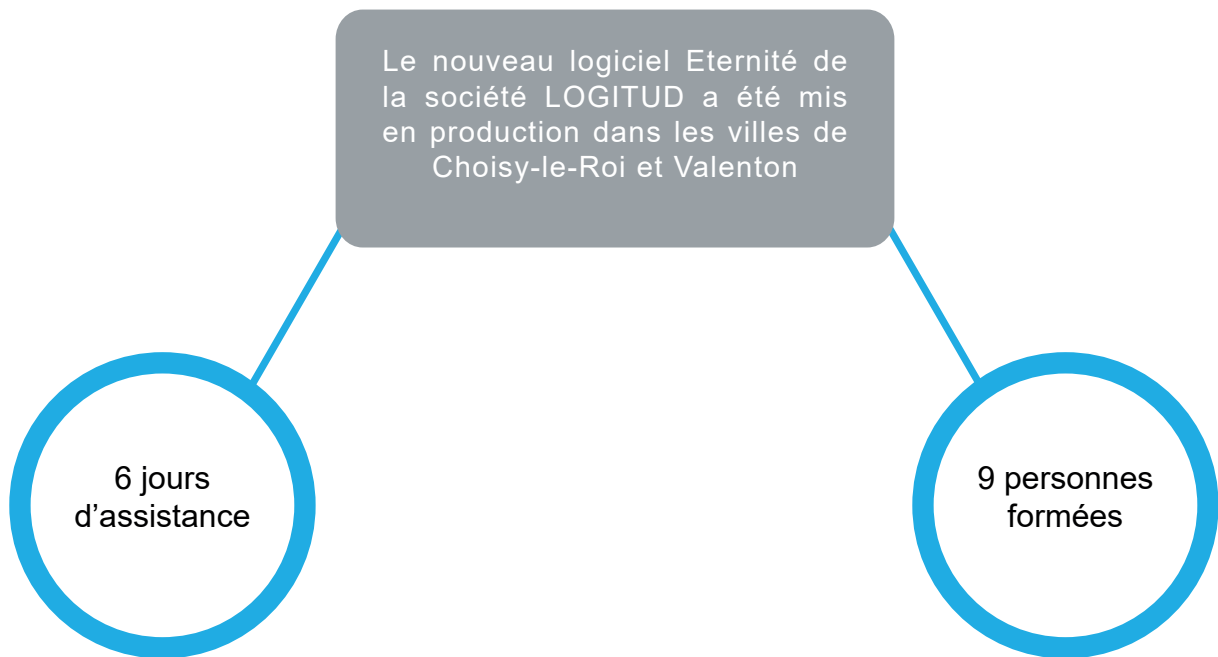 Le nouveau logiciel Eternité de
la société LOGITUD a été mis
en production dans les villes de
Choisy-le-Roi et Valenton
6 jours
d’assistance
9 personnes
formées